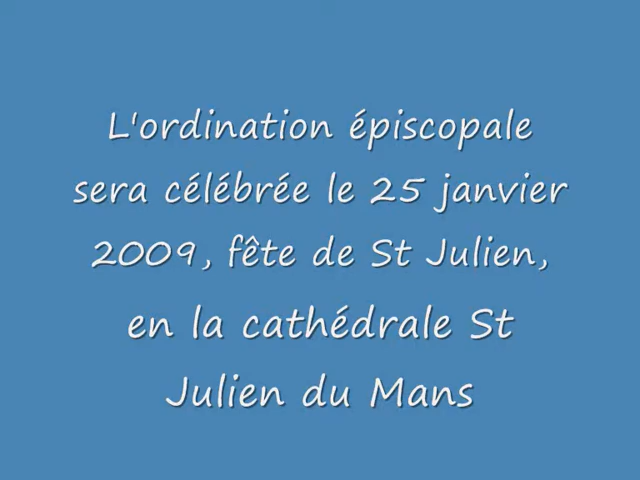 L'ordination épiscopale
sera célébrée le 25 janvier
2009, fête de St Julien,
en la cathédrale St
Julien du Mans